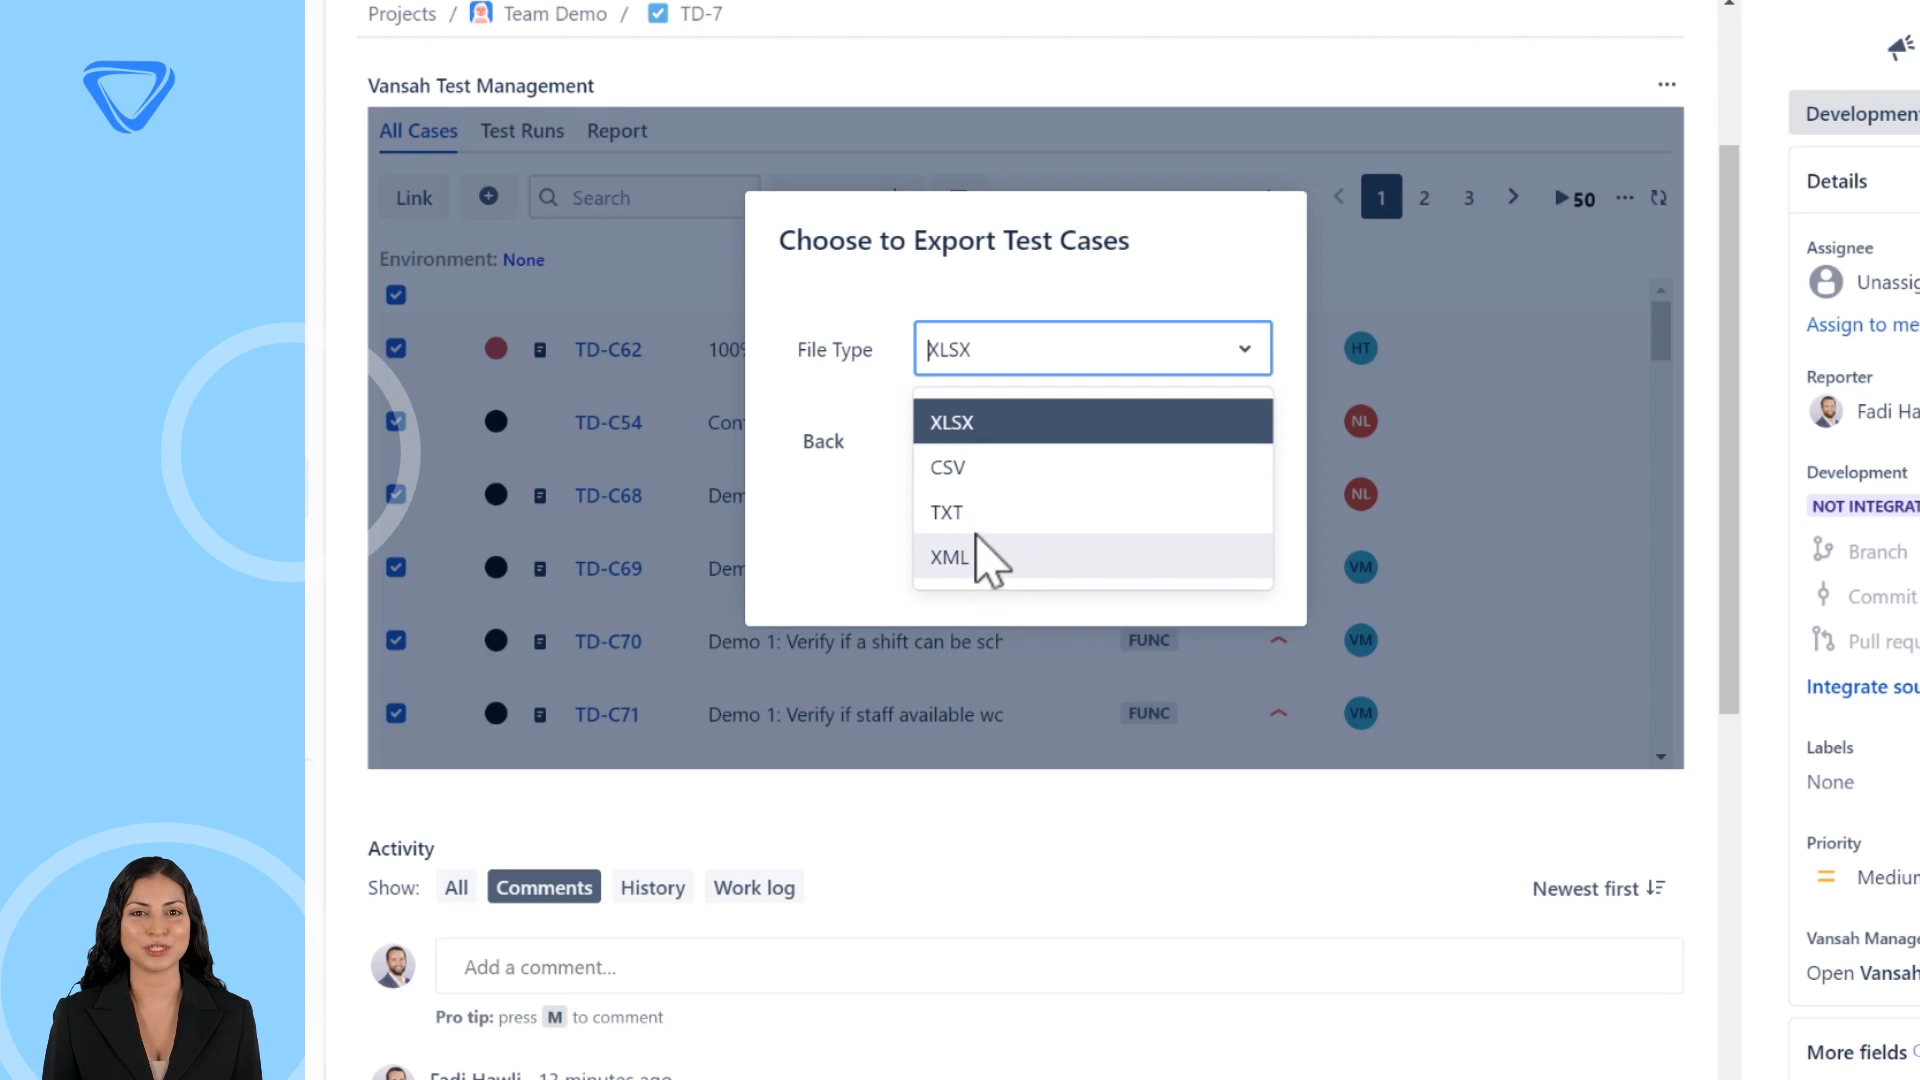 Projects / Team Demo / TD-7
Vansah Test Management
All Cases Test Runs Report
Link Search
1 2 3 50
Environment: None
Choose to Export Test Cases
File Type XLSX
XLSX
CSV
TXT
XML
Back
TD-C62 100% HT
TD-C54 Con NL
TD-C68 Dem NL
TD-C69 Dem VM
TD-C70 Demo 1: Verify if a shift can be sch FUNC VM
TD-C71 Demo 1: Verify if staff available wo FUNC VM
Activity
Show: All Comments History Work log
Newest first
Add a comment...
Pro tip: press M to comment
Fadi Hawli 13 minutes ago
Development
Details
Assignee
Unassig
Assign to me
Reporter
Fadi Ha
Development
NOT INTEGRAT
Branch
Commit
Pull requ
Integrate sou
Labels
None
Priority
Medium
Vansah Manage
Open Vansah
More fields